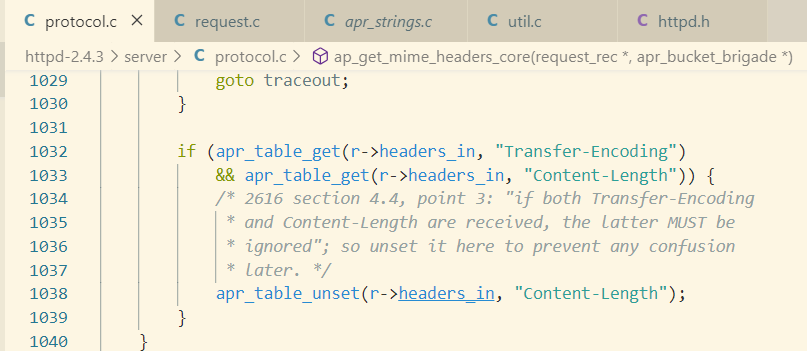 C protocol.c × C request.c C apr_strings.c C util.c C httpd.h
httpd-2.4.3 > server > C protocol.c > ap_get_mime_headers_core(request_rec *, apr_bucket_brigade *)
1029 goto traceout;
1030 }
1031
1032 if (apr_table_get(r->headers_in, "Transfer-Encoding")
1033 && apr_table_get(r->headers_in, "Content-Length")) {
1034 /* 2616 section 4.4, point 3: "if both Transfer-Encoding
1035 * and Content-Length are received, the latter MUST be
1036 * ignored"; so unset it here to prevent any confusion
1037 * later. */
1038 apr_table_unset(r->headers_in, "Content-Length");
1039 }
1040 }